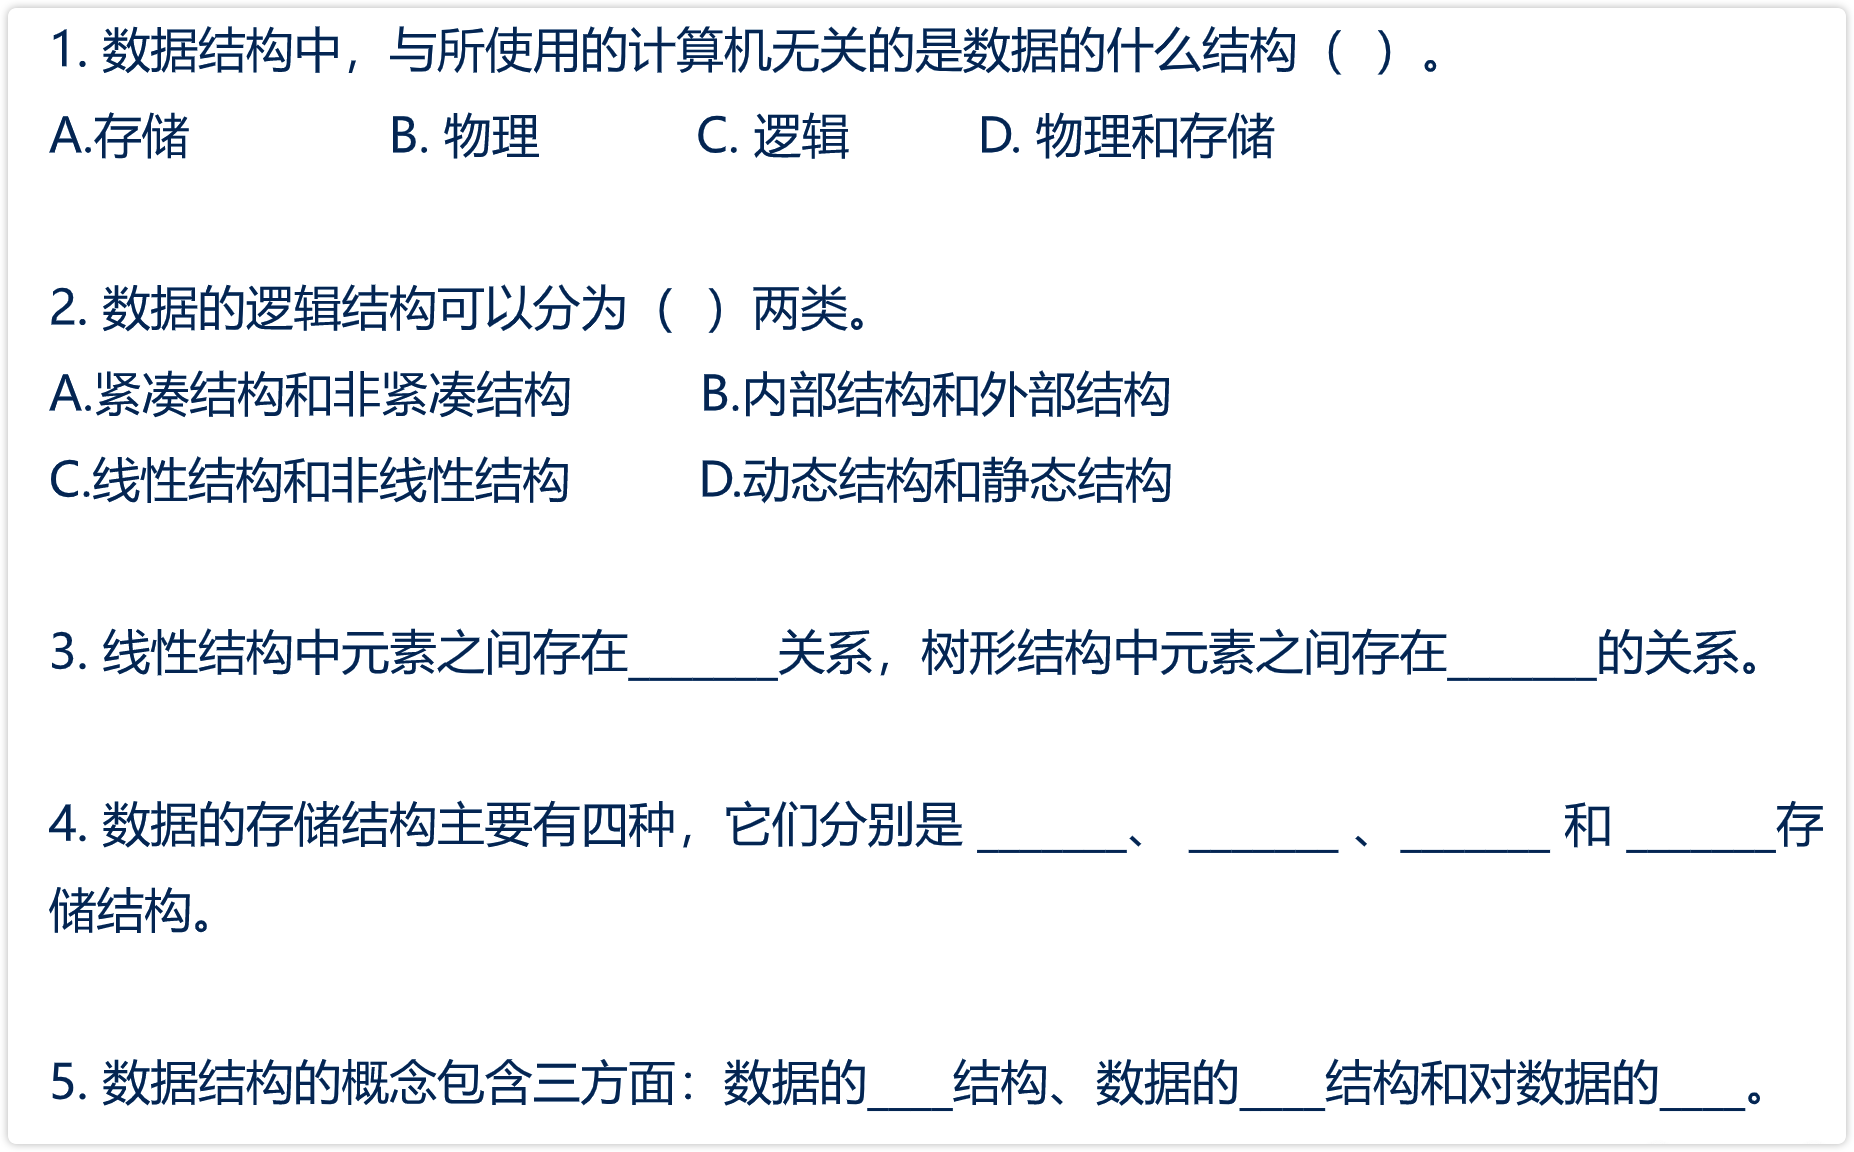 1. 数据结构中，与所使用的计算机无关的是数据的什么结构（ ）。
A.存储 B. 物理 C. 逻辑 D. 物理和存储
2. 数据的逻辑结构可以分为（ ）两类。
A.紧凑结构和非紧凑结构 B.内部结构和外部结构
C.线性结构和非线性结构 D.动态结构和静态结构
3. 线性结构中元素之间存在_______关系，树形结构中元素之间存在_______的关系。
4. 数据的存储结构主要有四种，它们分别是 _______、 _______ 、_______ 和 _______存
储结构。
5. 数据结构的概念包含三方面：数据的____结构、数据的____结构和对数据的____。